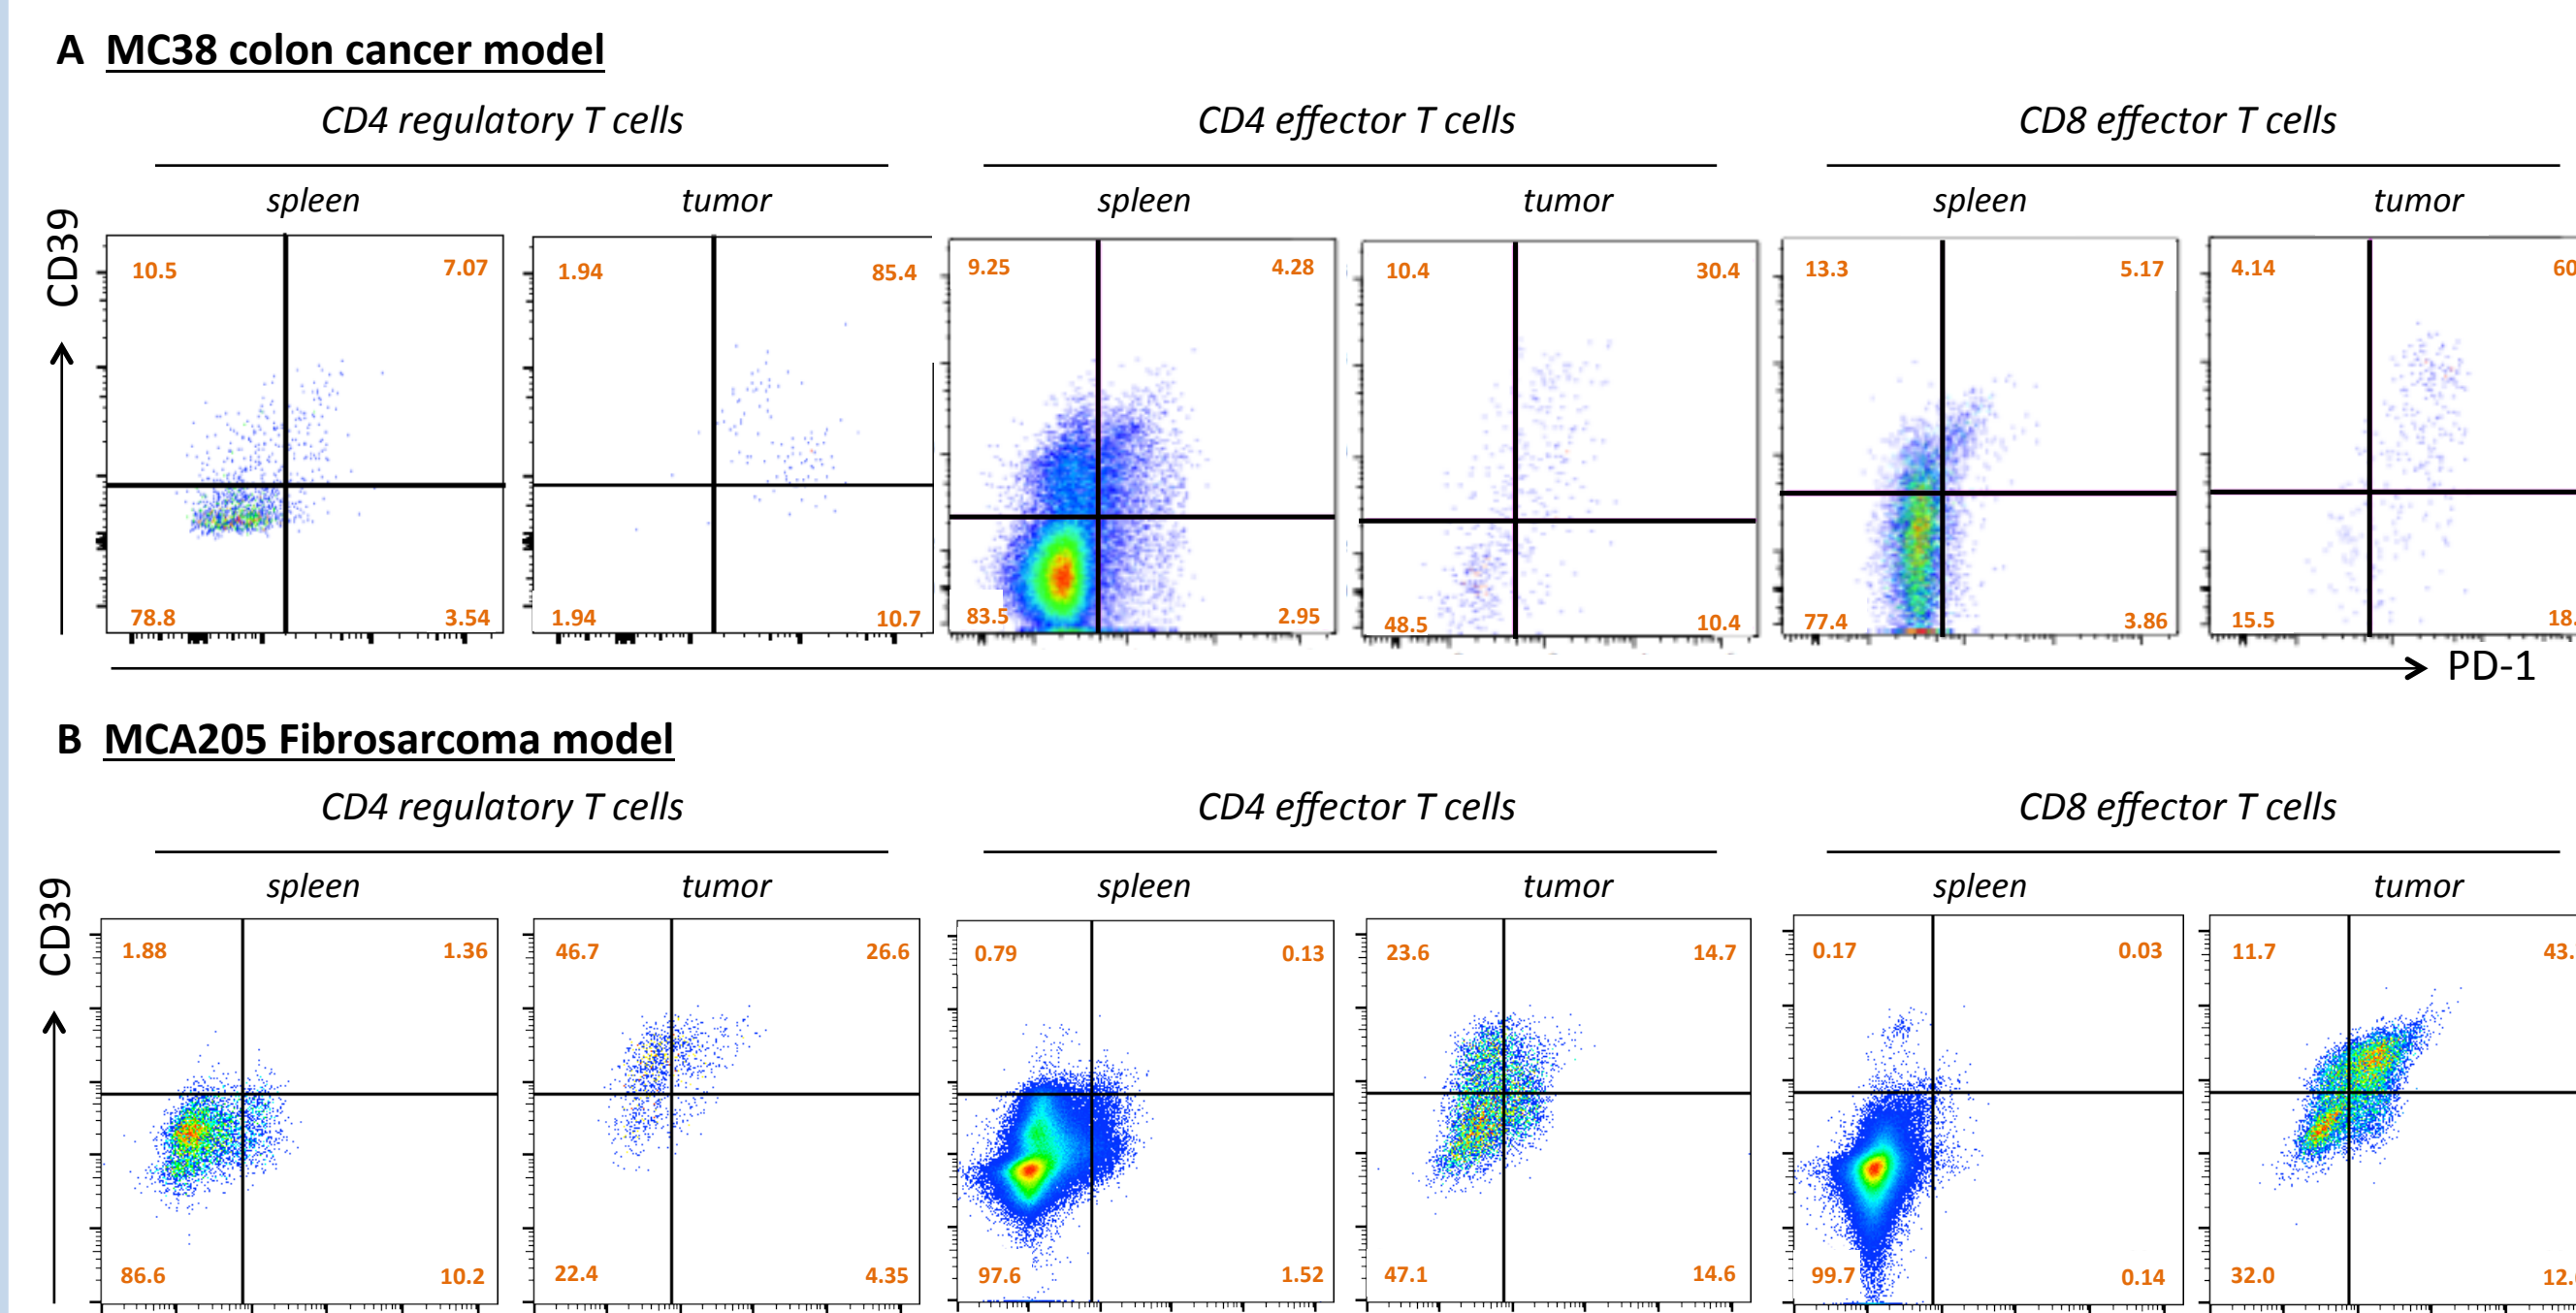 A MC38 colon cancer model
CD4 regulatory T cells CD4 effector T cells CD8 effector T cells
spleen tumor spleen tumor spleen tumor
CD39
10.5 7.07 1.94 85.4 9.25 4.28 10.4 30.4 13.3 5.17 4.14 60
78.8 3.54 1.94 10.7 83.5 2.95 48.5 10.4 77.4 3.86 15.5 18.
PD-1
B MCA205 Fibrosarcoma model
CD4 regulatory T cells CD4 effector T cells CD8 effector T cells
spleen tumor spleen tumor spleen tumor
CD39
1.88 1.36 46.7 26.6 0.79 0.13 23.6 14.7 0.17 0.03 11.7 43.
86.6 10.2 22.4 4.35 97.6 1.52 47.1 14.6 99.7 0.14 32.0 12.